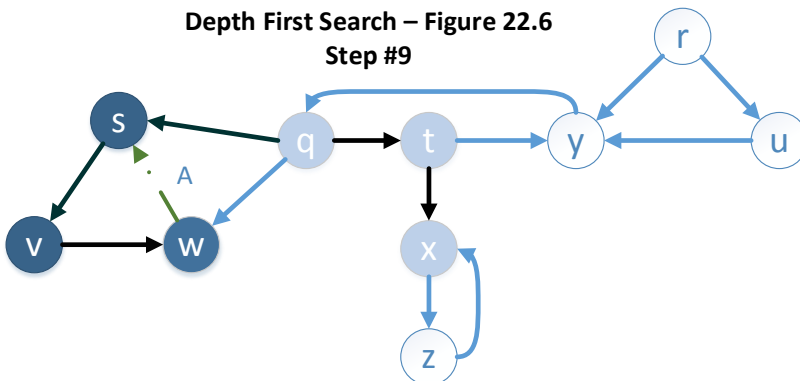 Depth First Search – Figure 22.6
Step #9
r
s
q
t
y
u
A
v
w
x
z